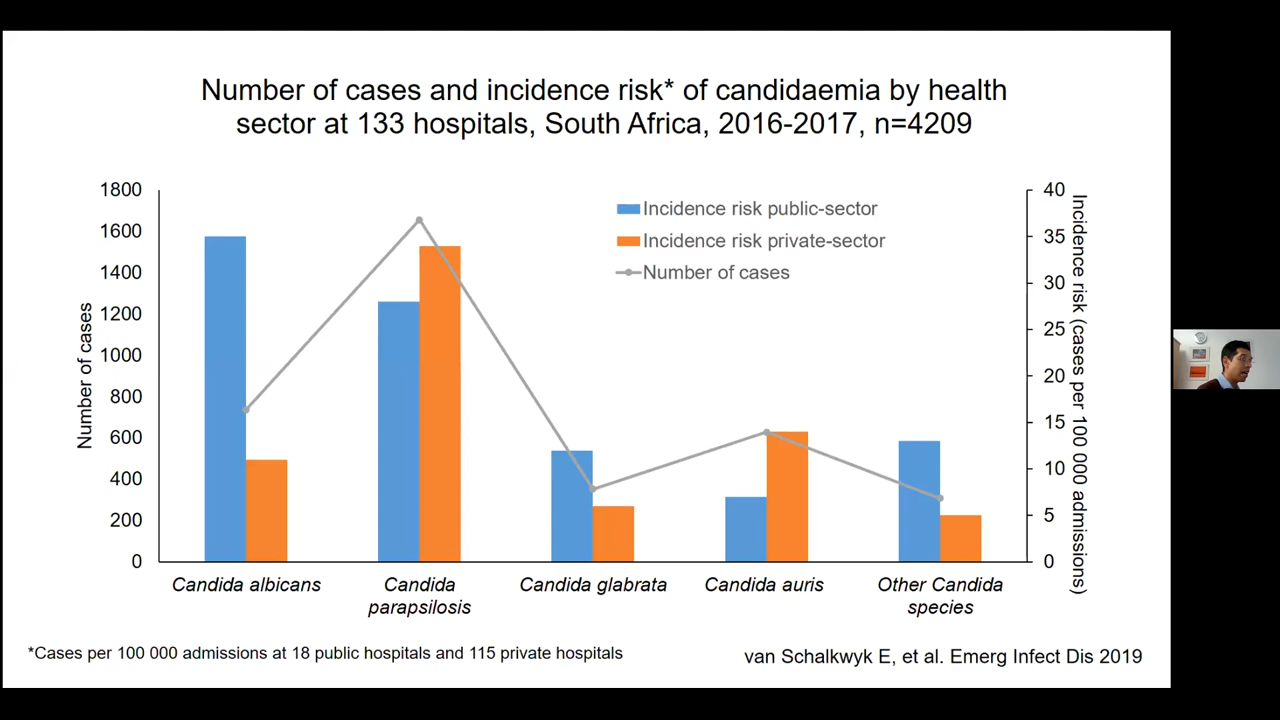 Number of cases and incidence risk* of candidaemia by health
sector at 133 hospitals, South Africa, 2016-2017, n=4209
1800
1600
1400
1200
1000
800
600
400
200
0
Number of cases
Incidence risk public-sector
Incidence risk private-sector
Number of cases
40
35
30
25
20
15
10
5
0
Incidence risk (cases per 100 000 admissions)
Candida albicans
Candida
parapsilosis
Candida glabrata
Candida auris
Other Candida
species
*Cases per 100 000 admissions at 18 public hospitals and 115 private hospitals
van Schalkwyk E, et al. Emerg Infect Dis 2019